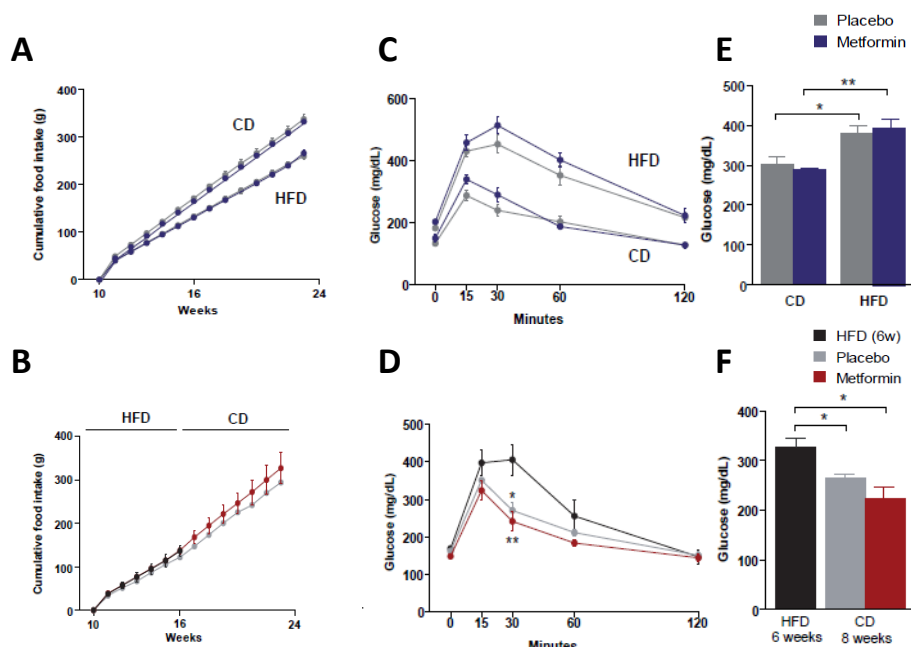 Placebo
Metformin
A
C
E
Cumulative food intake (g)
400
300
200
100
0
CD
HFD
10
16
24
Weeks
Glucose (mg/dL)
600
400
200
0
HFD
CD
0
15
30
60
120
Minutes
Glucose (mg/dL)
500
400
300
200
100
0
*
**
CD
HFD
HFD (6w)
Placebo
Metformin
B
D
F
HFD
CD
Cumulative food intake (g)
400
300
200
100
0
10
16
24
Weeks
Glucose (mg/dL)
500
400
300
200
100
0
*
**
0
15
30
60
120
Minutes
Glucose (mg/dL)
500
400
300
200
100
0
*
*
HFD
6 weeks
CD
8 weeks